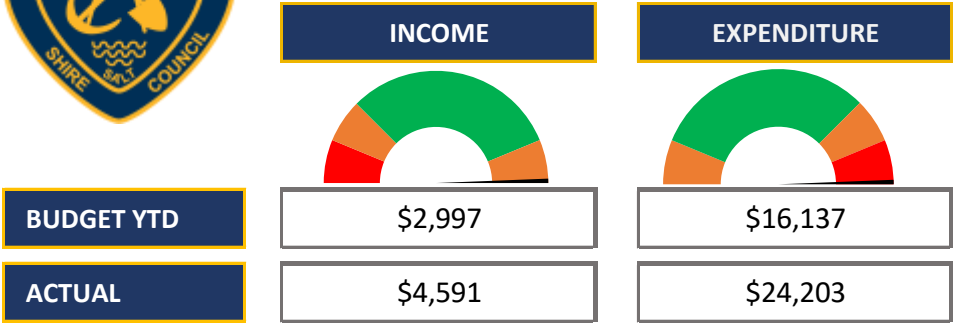 SHIRE SALT COUNCIL
INCOME EXPENDITURE
BUDGET YTD $2,997 $16,137
ACTUAL $4,591 $24,203